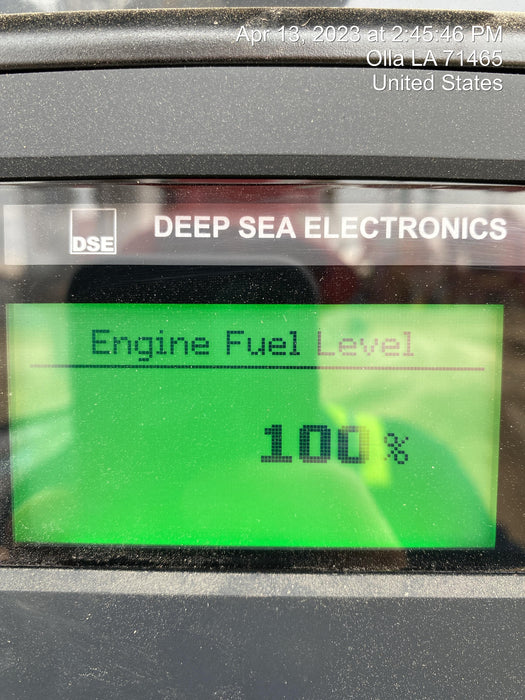 Apr 13, 2023 at 2:45:46 PM
Olla LA 71465
United States
DSE DEEP SEA ELECTRONICS
Engine Fuel Level
100 %